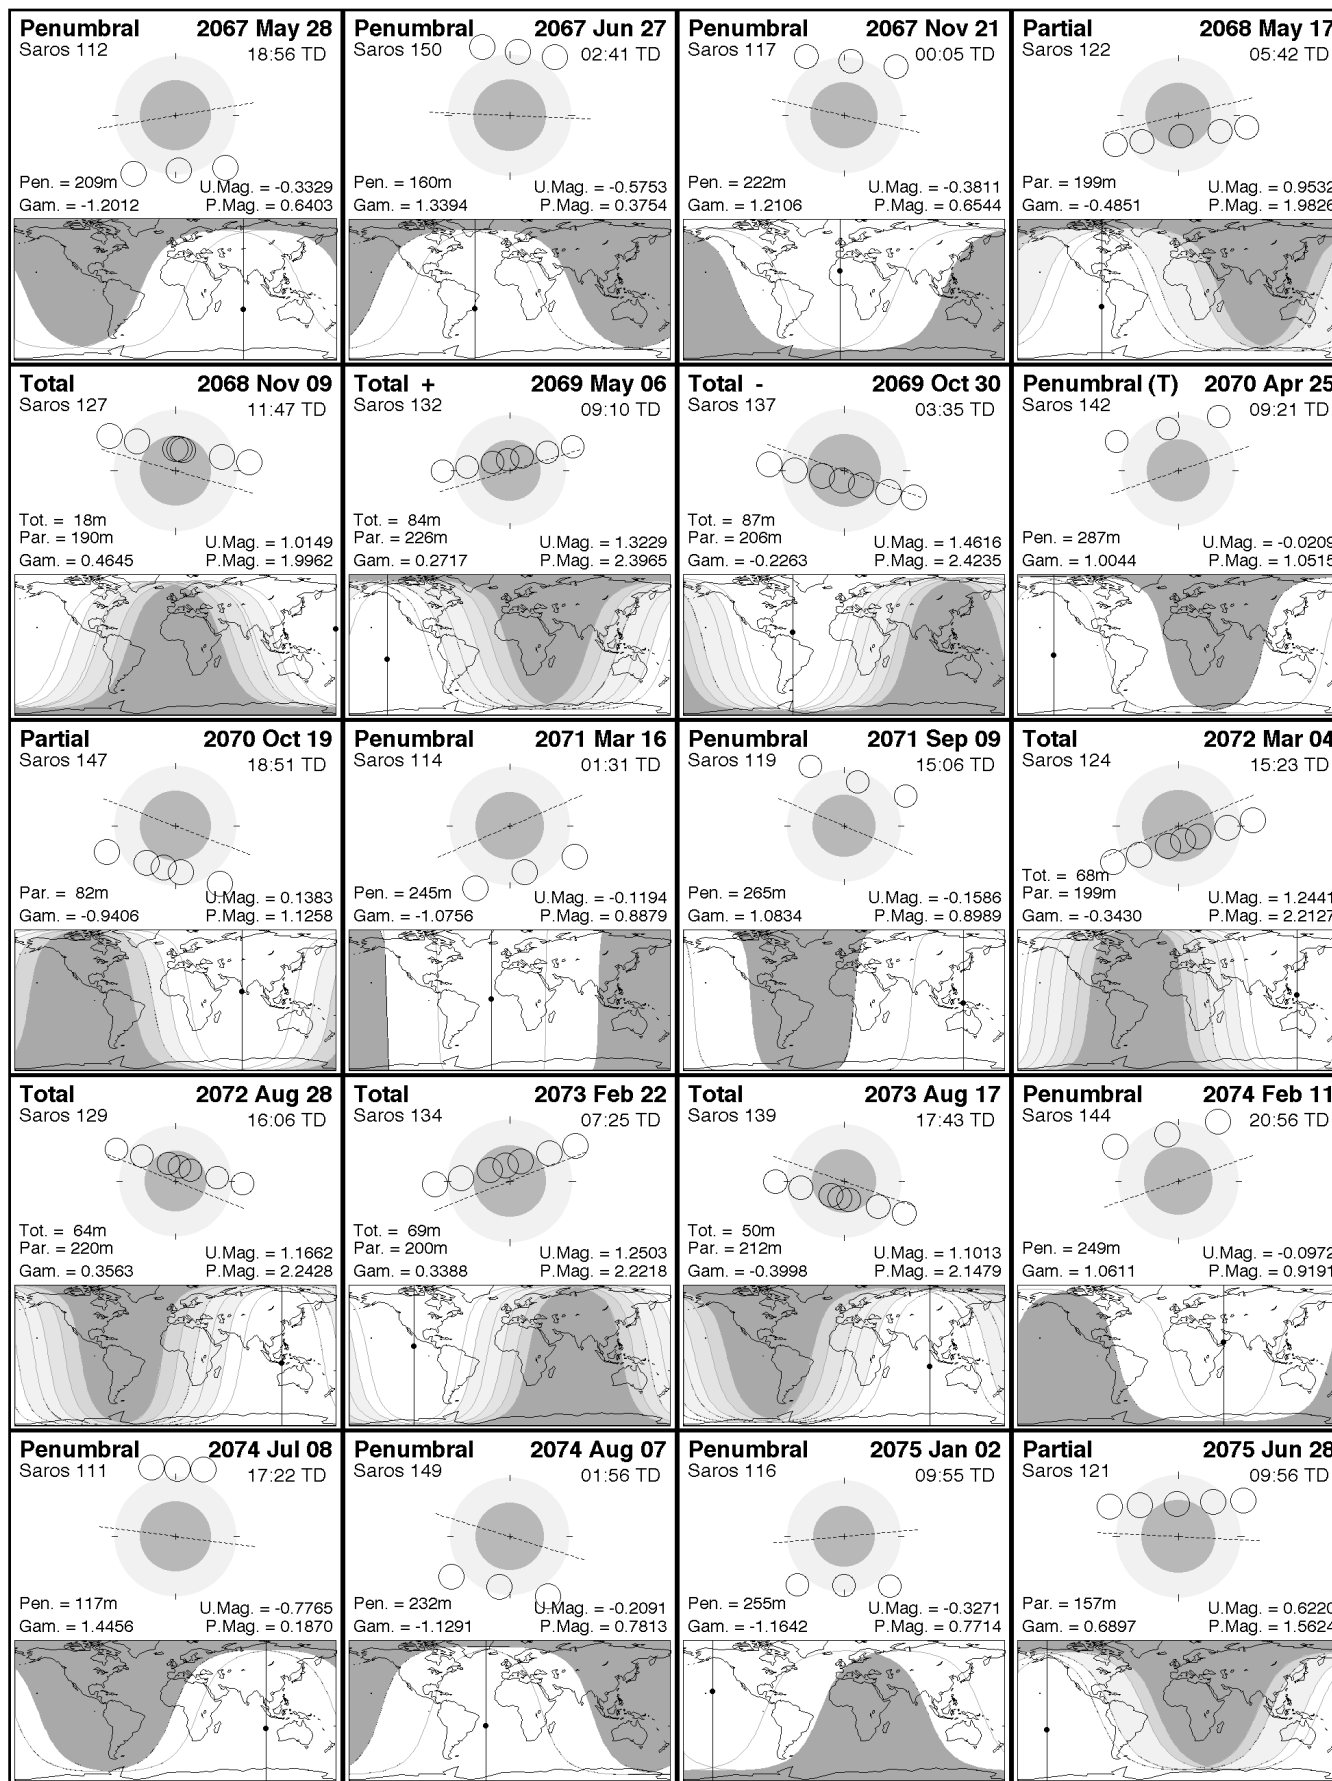 Penumbral 2067 May 28
Saros 112 18:56 TD
Pen. = 209m U.Mag. = -0.3329
Gam. = -1.2012 P.Mag. = 0.6403
Penumbral 2067 Jun 27
Saros 150 02:41 TD
Pen. = 160m U.Mag. = -0.5753
Gam. = 1.3394 P.Mag. = 0.3754
Penumbral 2067 Nov 21
Saros 117 00:05 TD
Pen. = 222m U.Mag. = -0.3811
Gam. = 1.2106 P.Mag. = 0.6544
Partial 2068 May 17
Saros 122 05:42 TD
Par. = 199m U.Mag. = 0.9532
Gam. = -0.4851 P.Mag. = 1.9826
Total 2068 Nov 09
Saros 127 11:47 TD
Tot. = 18m
Par. = 190m U.Mag. = 1.0149
Gam. = 0.4645 P.Mag. = 1.9962
Total + 2069 May 06
Saros 132 09:10 TD
Tot. = 84m
Par. = 226m U.Mag. = 1.3229
Gam. = 0.2717 P.Mag. = 2.3965
Total - 2069 Oct 30
Saros 137 03:35 TD
Tot. = 87m
Par. = 206m U.Mag. = 1.4616
Gam. = -0.2263 P.Mag. = 2.4235
Penumbral (T) 2070 Apr 25
Saros 142 09:21 TD
Pen. = 287m U.Mag. = -0.0209
Gam. = 1.0044 P.Mag. = 1.0515
Partial 2070 Oct 19
Saros 147 18:51 TD
Par. = 82m U.Mag. = 0.1383
Gam. = -0.9406 P.Mag. = 1.1258
Penumbral 2071 Mar 16
Saros 114 01:31 TD
Pen. = 245m U.Mag. = -0.1194
Gam. = -1.0756 P.Mag. = 0.8879
Penumbral 2071 Sep 09
Saros 119 15:06 TD
Pen. = 265m U.Mag. = -0.1586
Gam. = 1.0834 P.Mag. = 0.8989
Total 2072 Mar 04
Saros 124 15:23 TD
Tot. = 68m
Par. = 199m U.Mag. = 1.2441
Gam. = -0.3430 P.Mag. = 2.2127
Total 2072 Aug 28
Saros 129 16:06 TD
Tot. = 64m
Par. = 220m U.Mag. = 1.1662
Gam. = 0.3563 P.Mag. = 2.2428
Total 2073 Feb 22
Saros 134 07:25 TD
Tot. = 69m
Par. = 200m U.Mag. = 1.2503
Gam. = 0.3388 P.Mag. = 2.2218
Total 2073 Aug 17
Saros 139 17:43 TD
Tot. = 50m
Par. = 212m U.Mag. = 1.1013
Gam. = -0.3998 P.Mag. = 2.1479
Penumbral 2074 Feb 11
Saros 144 20:56 TD
Pen. = 249m U.Mag. = -0.0972
Gam. = 1.0611 P.Mag. = 0.9191
Penumbral 2074 Jul 08
Saros 111 17:22 TD
Pen. = 117m U.Mag. = -0.7765
Gam. = 1.4456 P.Mag. = 0.1870
Penumbral 2074 Aug 07
Saros 149 01:56 TD
Pen. = 232m U.Mag. = -0.2091
Gam. = -1.1291 P.Mag. = 0.7813
Penumbral 2075 Jan 02
Saros 116 09:55 TD
Pen. = 255m U.Mag. = -0.3271
Gam. = -1.1642 P.Mag. = 0.7714
Partial 2075 Jun 28
Saros 121 09:56 TD
Par. = 157m U.Mag. = 0.6220
Gam. = 0.6897 P.Mag. = 1.5624